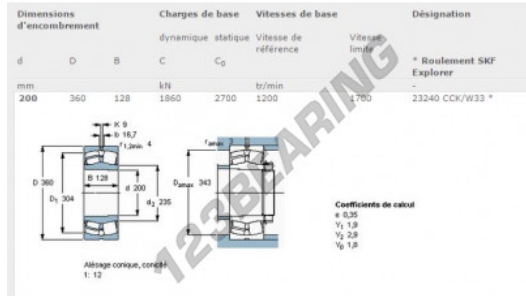 Dimensions d'encombrement Charges de base Vitesses de base Désignation
dynamique statique Vitesse de référence Vitesse limite
d D B C C0 * Roulement SKF Explorer
mm kN tr/min -
200 360 128 1860 2700 1200 1700 23240 CCK/W33 *
K 9
b 16,7
r1,2min 4
ramax 3
D 360
D1 304
B 128
d 200
d2 235
Damax 343
Coefficients de calcul
e 0,35
Y1 1,9
Y2 2,9
Y0 1,8
Alésage conique, conicité
1: 12
123BEARING